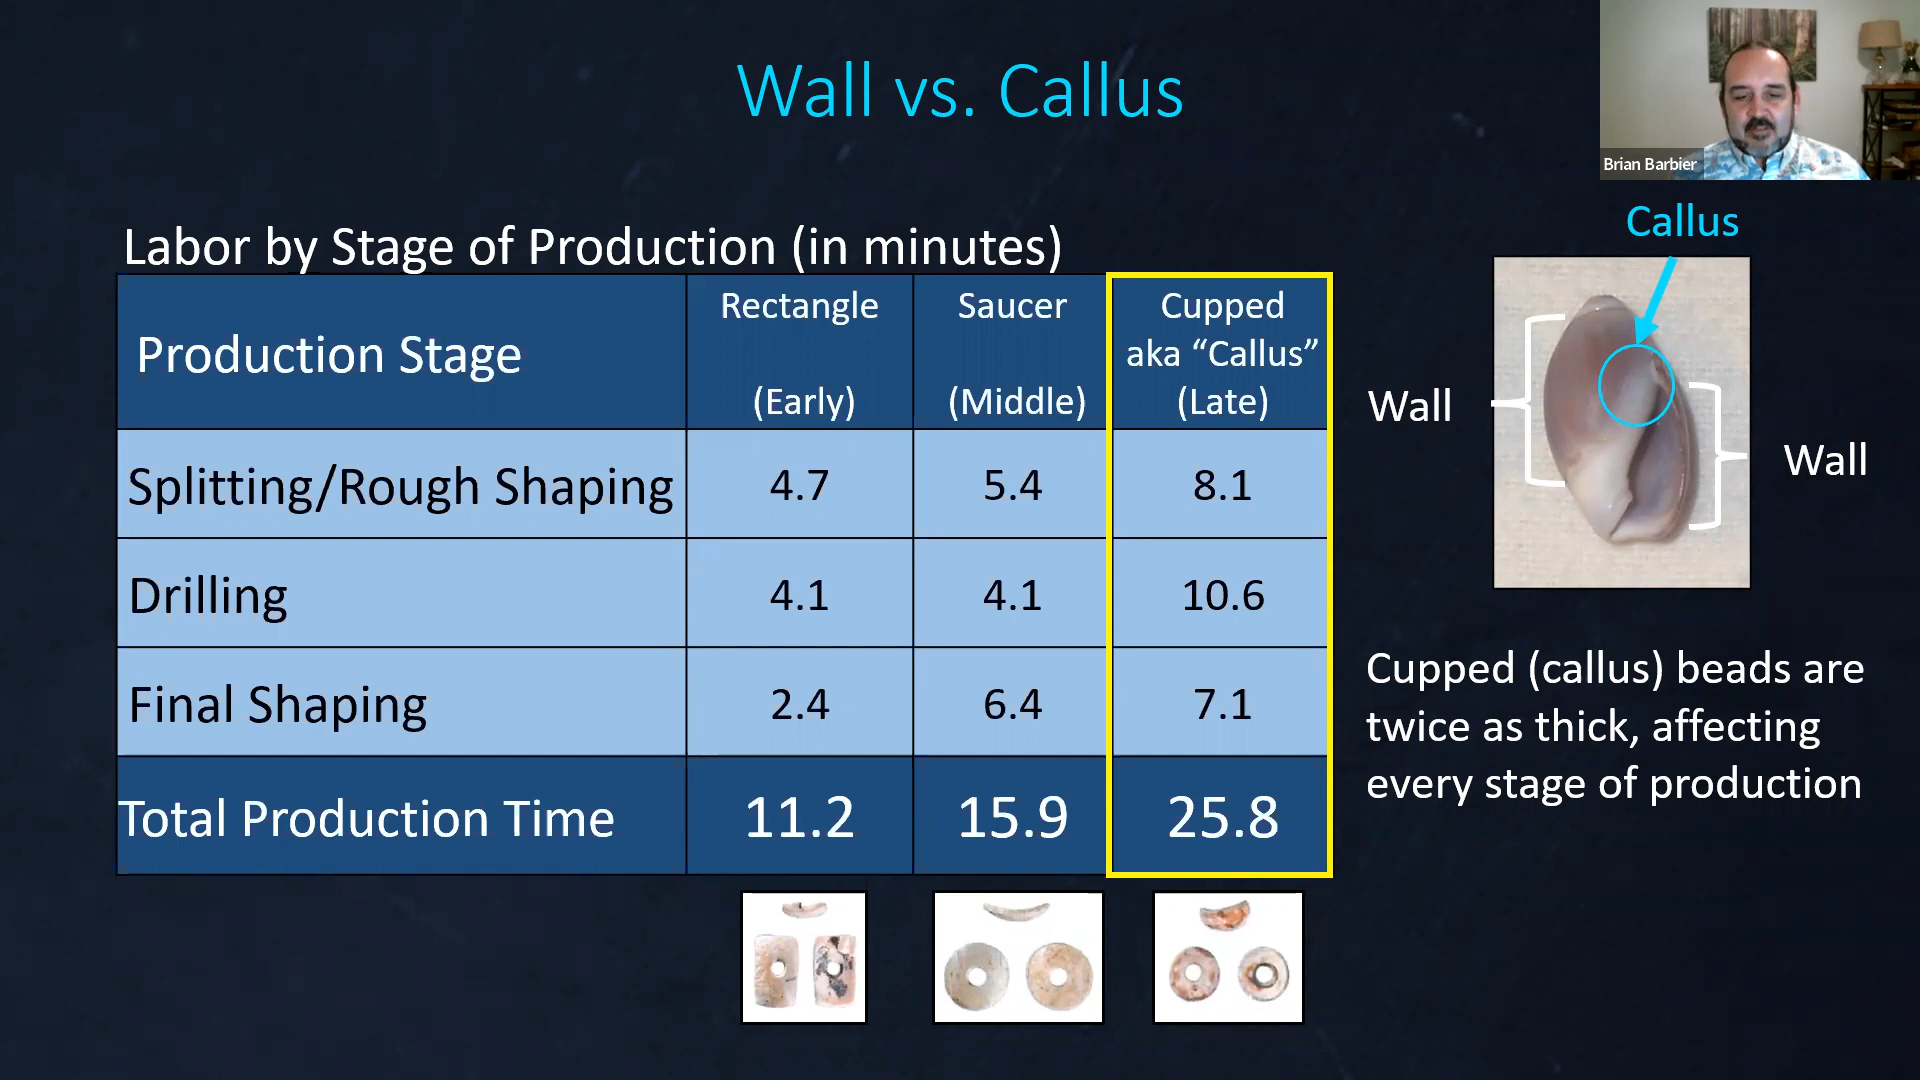 Wall vs. Callus
Brian Barbier
Labor by Stage of Production (in minutes)
Production Stage
Rectangle
(Early)
Saucer
(Middle)
Cupped
aka “Callus”
(Late)
Splitting/Rough Shaping 4.7 5.4 8.1
Drilling 4.1 4.1 10.6
Final Shaping 2.4 6.4 7.1
Total Production Time 11.2 15.9 25.8
Callus
Wall
Wall
Cupped (callus) beads are
twice as thick, affecting
every stage of production